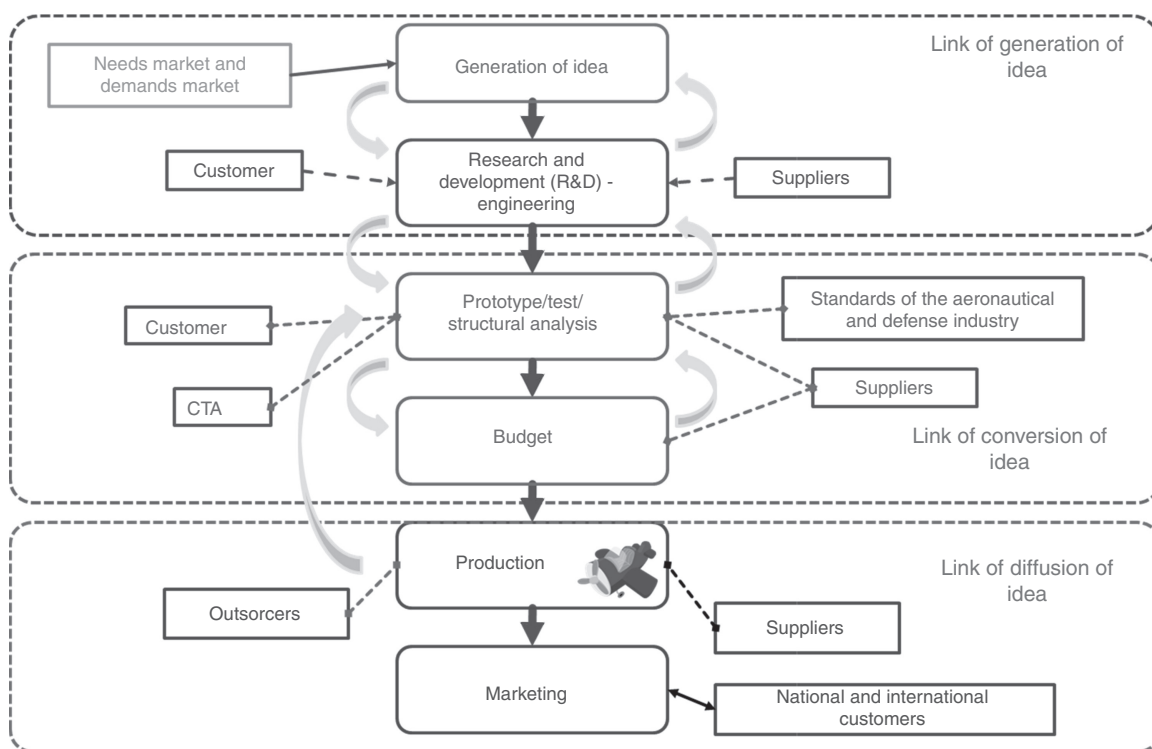 Link of generation of
idea
Needs market and
demands market
Generation of idea
Research and
development (R&D) -
engineering
Customer
Suppliers
Prototype/test/
structural analysis
Standards of the aeronautical
and defense industry
Customer
CTA
Suppliers
Budget
Link of conversion of
idea
Production
Link of diffusion of
idea
Outsorcers
Suppliers
Marketing
National and international
customers